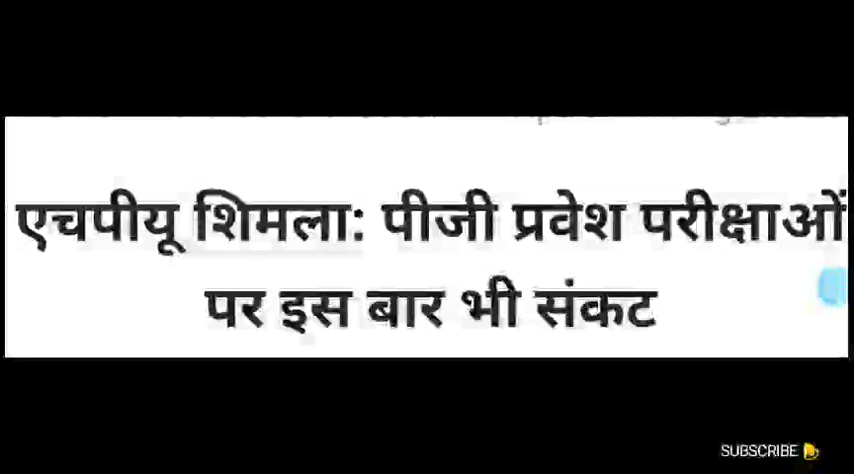 एचपीयू शिमला: पीजी प्रवेश परीक्षाओं
पर इस बार भी संकट
SUBSCRIBE